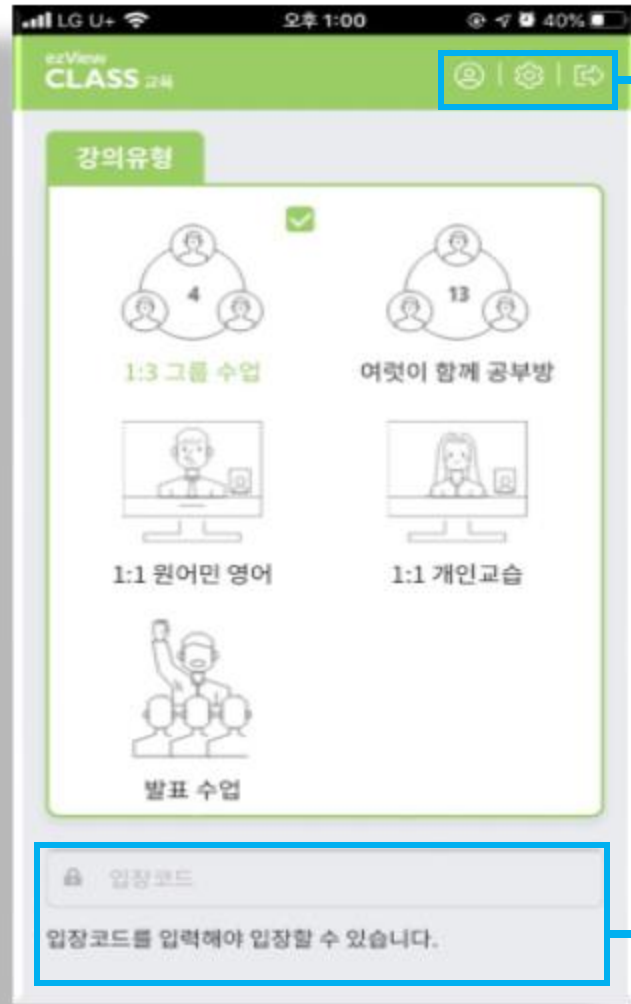 LG U+ 오후 1:00 40%
ezView
CLASS 교육
강의유형
4 13
1:3 그룹 수업 여럿이 함께 공부방
1:1 원어민 영어 1:1 개인교습
발표 수업
입장코드
입장코드를 입력해야 입장할 수 있습니다.